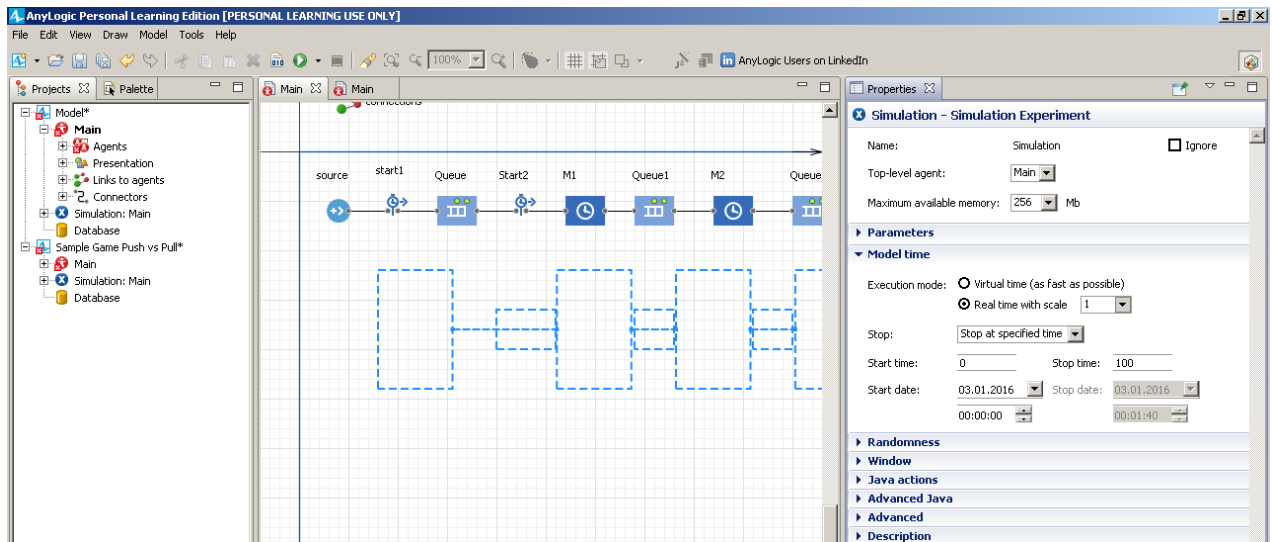 AnyLogic Personal Learning Edition [PERSONAL LEARNING USE ONLY]
File Edit View Draw Model Tools Help
100% AnyLogic Users on LinkedIn
Projects Palette
Model*
Main
Agents
Presentation
Links to agents
Connectors
Simulation: Main
Database
Sample Game Push vs Pull*
Main
Simulation: Main
Database
Main Main
connections
source start1 Queue Start2 M1 Queue1 M2 Queue
Properties
Simulation - Simulation Experiment
Name: Simulation Ignore
Top-level agent: Main
Maximum available memory: 256 Mb
Parameters
Model time
Execution mode: Virtual time (as fast as possible)
Real time with scale 1
Stop: Stop at specified time
Start time: 0 Stop time: 100
Start date: 03.01.2016 Stop date: 03.01.2016
00:00:00 00:01:40
Randomness
Window
Java actions
Advanced Java
Advanced
Description